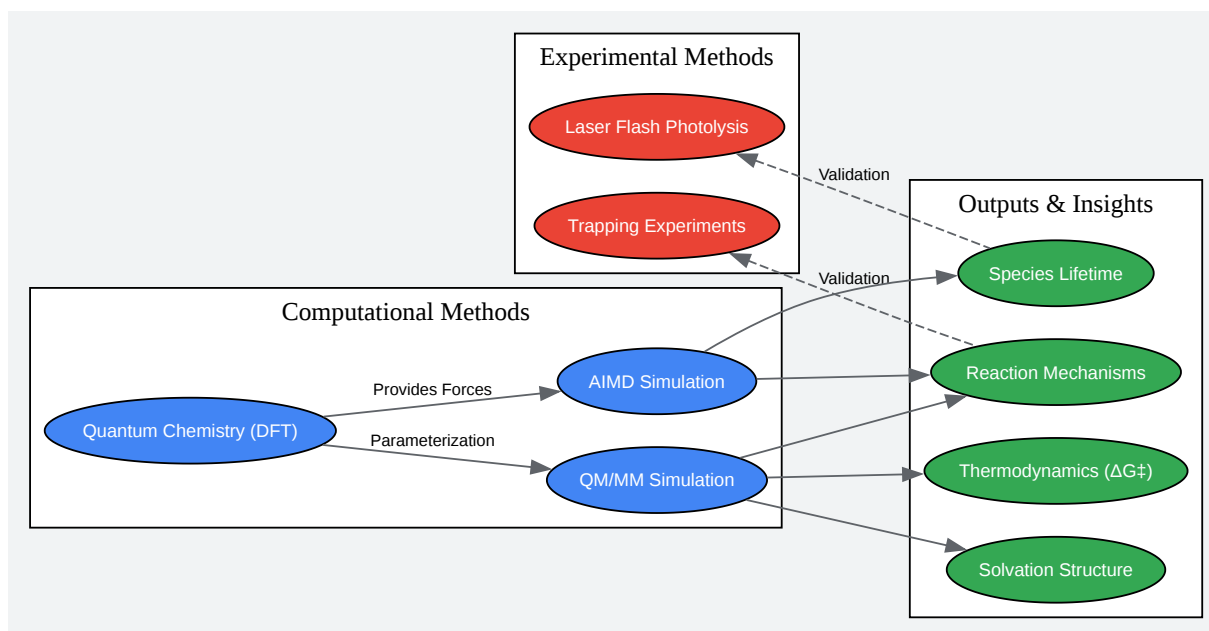 Experimental Methods
Laser Flash Photolysis
Validation
Trapping Experiments
Outputs & Insights
Species Lifetime
Validation
Computational Methods
Reaction Mechanisms
AIMD Simulation
Provides Forces
Quantum Chemistry (DFT)
Parameterization
QM/MM Simulation
Thermodynamics (ΔG‡)
Solvation Structure